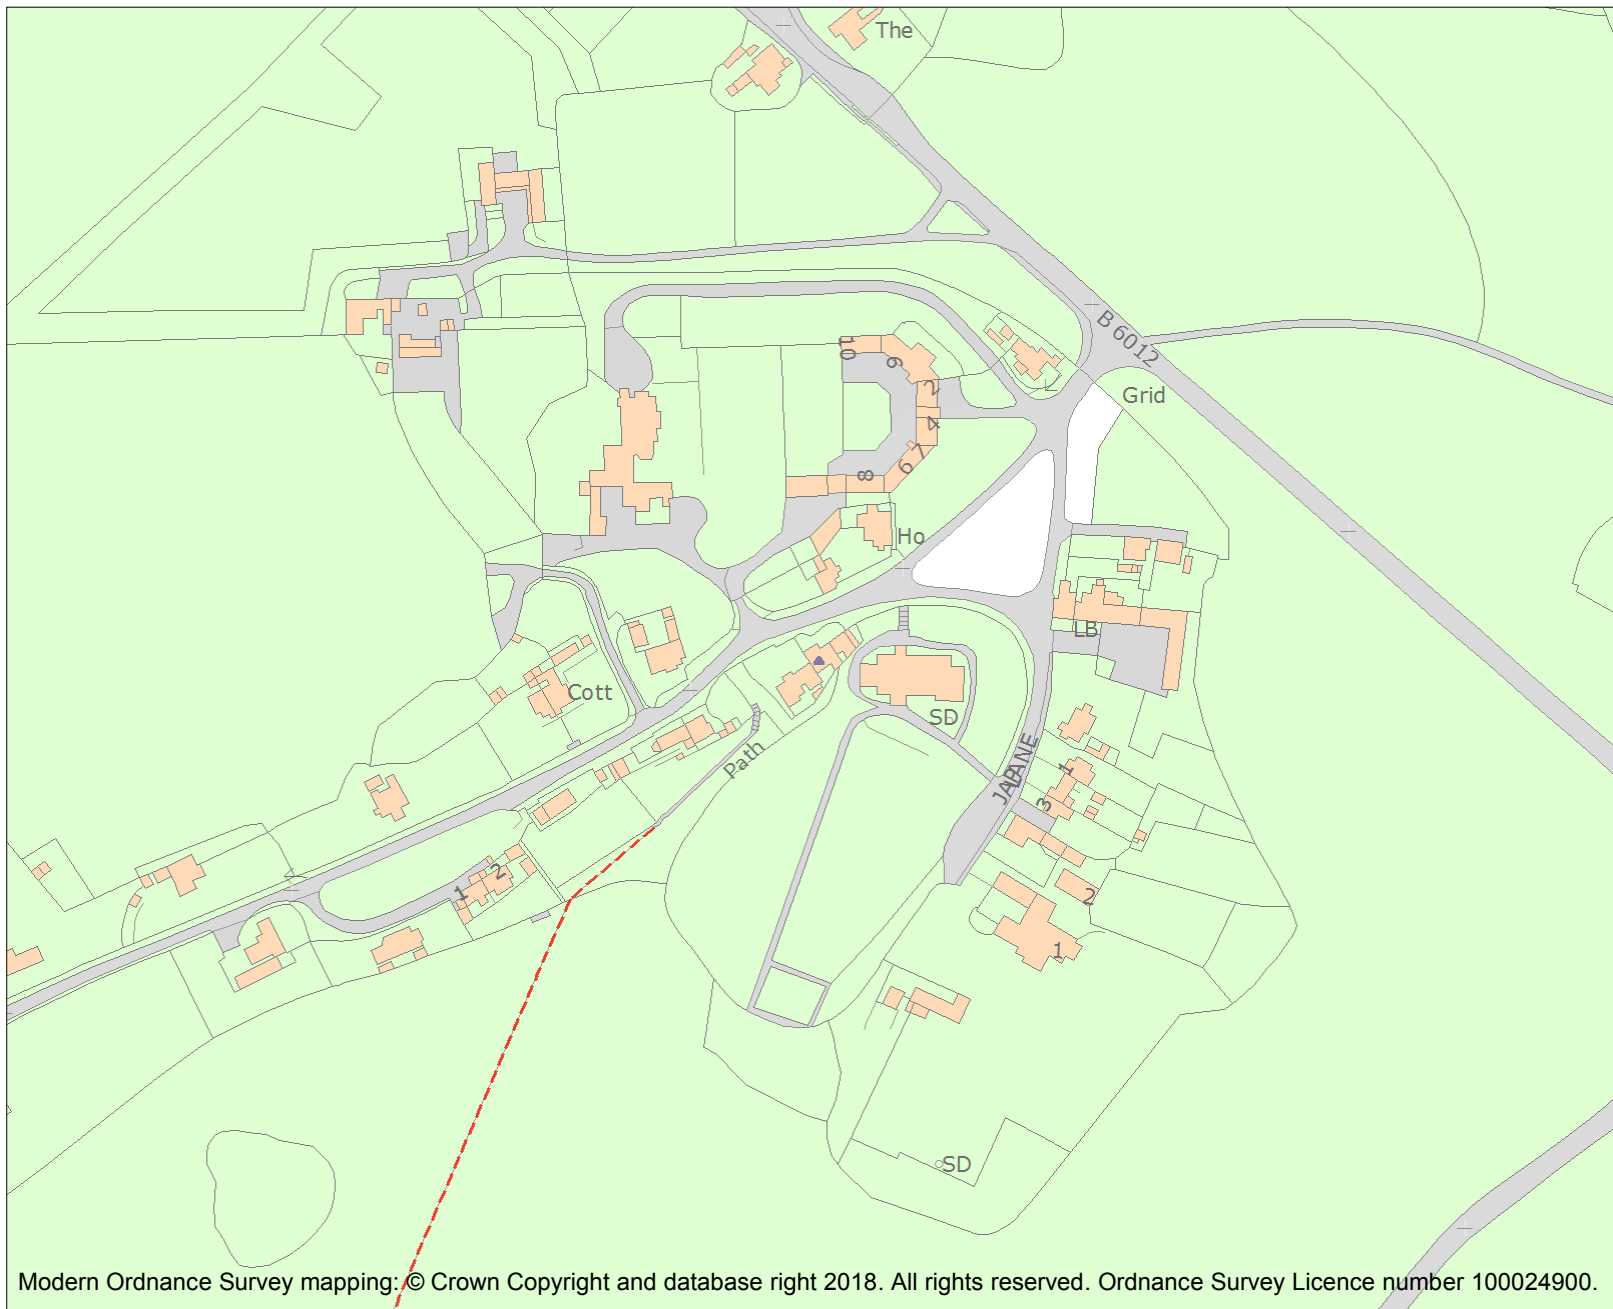 The
B 6012
Grid
10
9
2
4
7
6
8
Ho
LB
Cott
SD
Path
JAP LANE
1
3
2
1
2
1
SD
Modern Ordnance Survey mapping: © Crown Copyright and database right 2018. All rights reserved. Ordnance Survey Licence number 100024900.